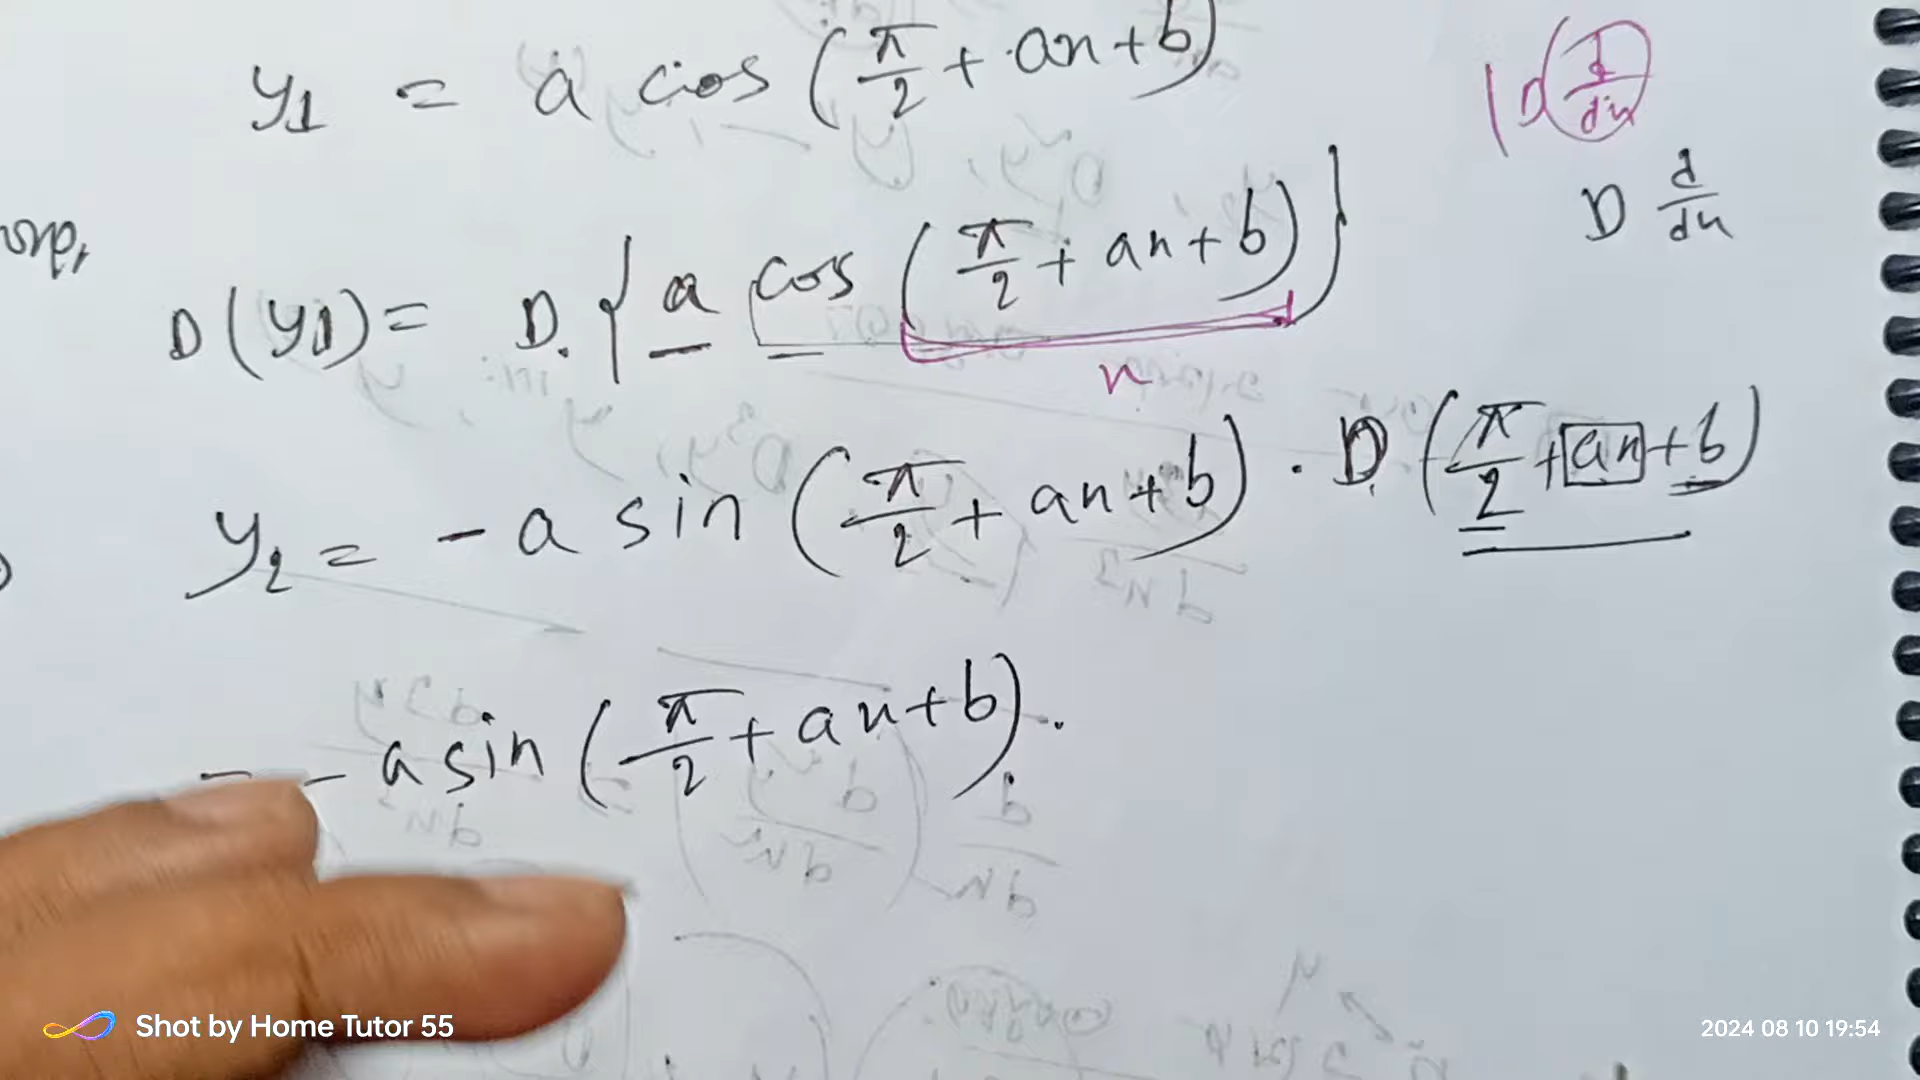 y₁ = a cos (π/2 + ax + b)
D d/dx
D d/dx
D(y₁) = D. { a cos (π/2 + ax + b) }
x
y₂ = - a sin (π/2 + ax + b) . D (π/2 + ax + b)
= - a sin (π/2 + ax + b) .
Shot by Home Tutor 55
2024 08 10 19:54